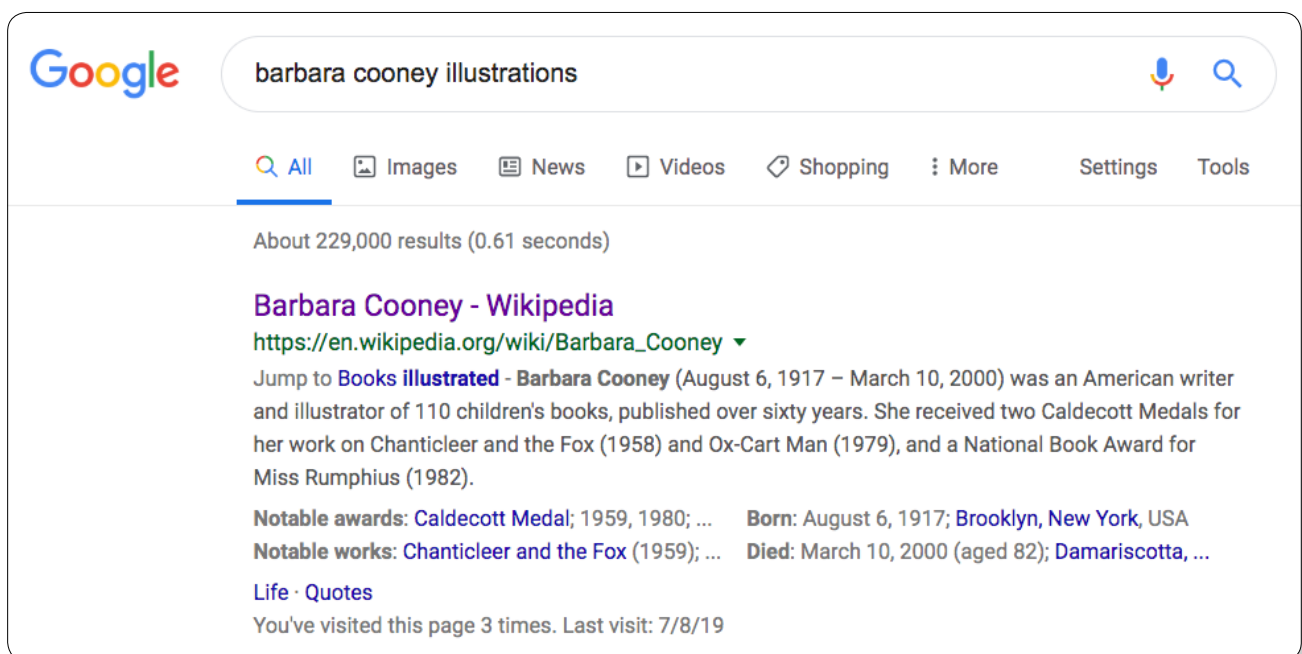 Google
barbara cooney illustrations
All Images News Videos Shopping More Settings Tools
About 229,000 results (0.61 seconds)
Barbara Cooney - Wikipedia
https://en.wikipedia.org/wiki/Barbara_Cooney
Jump to Books illustrated - Barbara Cooney (August 6, 1917 – March 10, 2000) was an American writer
and illustrator of 110 children's books, published over sixty years. She received two Caldecott Medals for
her work on Chanticleer and the Fox (1958) and Ox-Cart Man (1979), and a National Book Award for
Miss Rumphius (1982).
Notable awards: Caldecott Medal; 1959, 1980; ... Born: August 6, 1917; Brooklyn, New York, USA
Notable works: Chanticleer and the Fox (1959); ... Died: March 10, 2000 (aged 82); Damariscotta, ...
Life · Quotes
You've visited this page 3 times. Last visit: 7/8/19